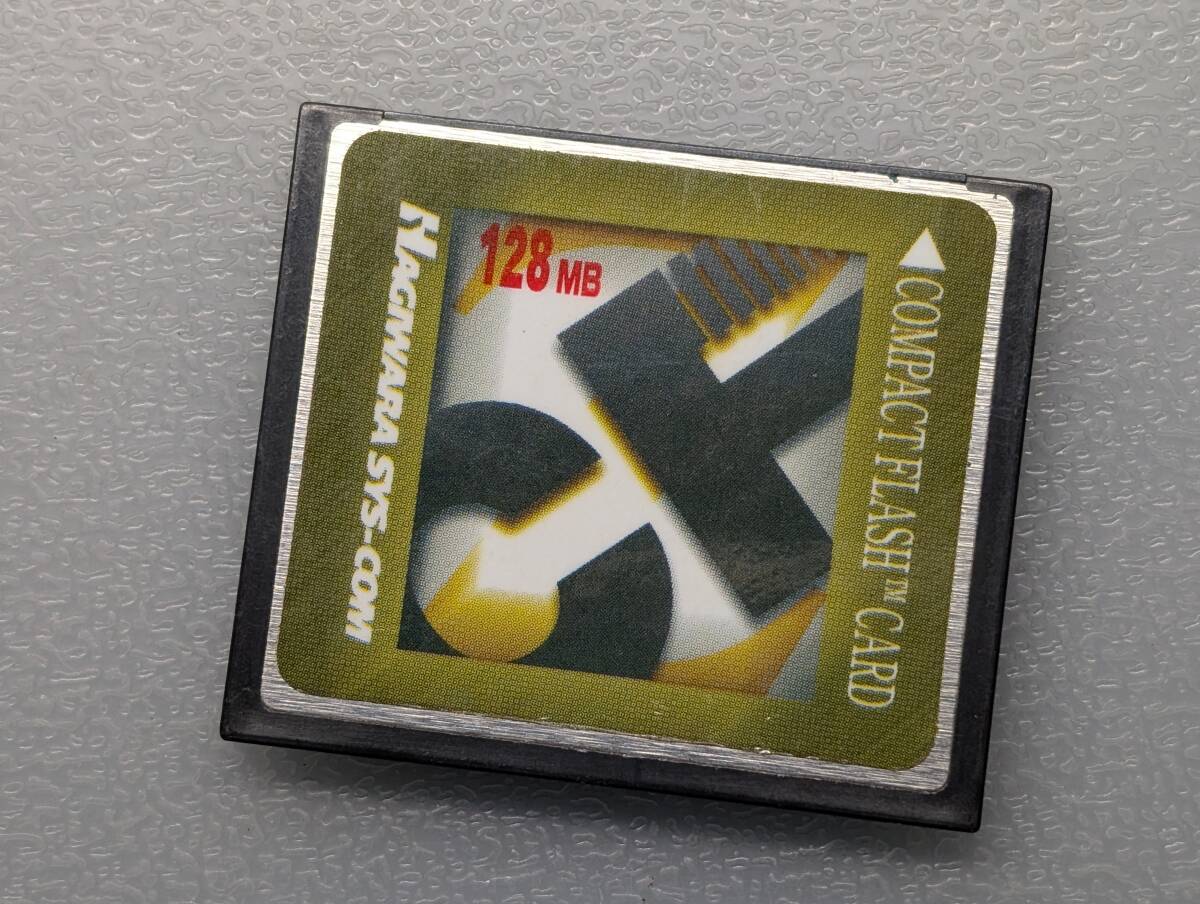 128 MB
HAGIWARA SYS-COM
COMPACT FLASH™ CARD